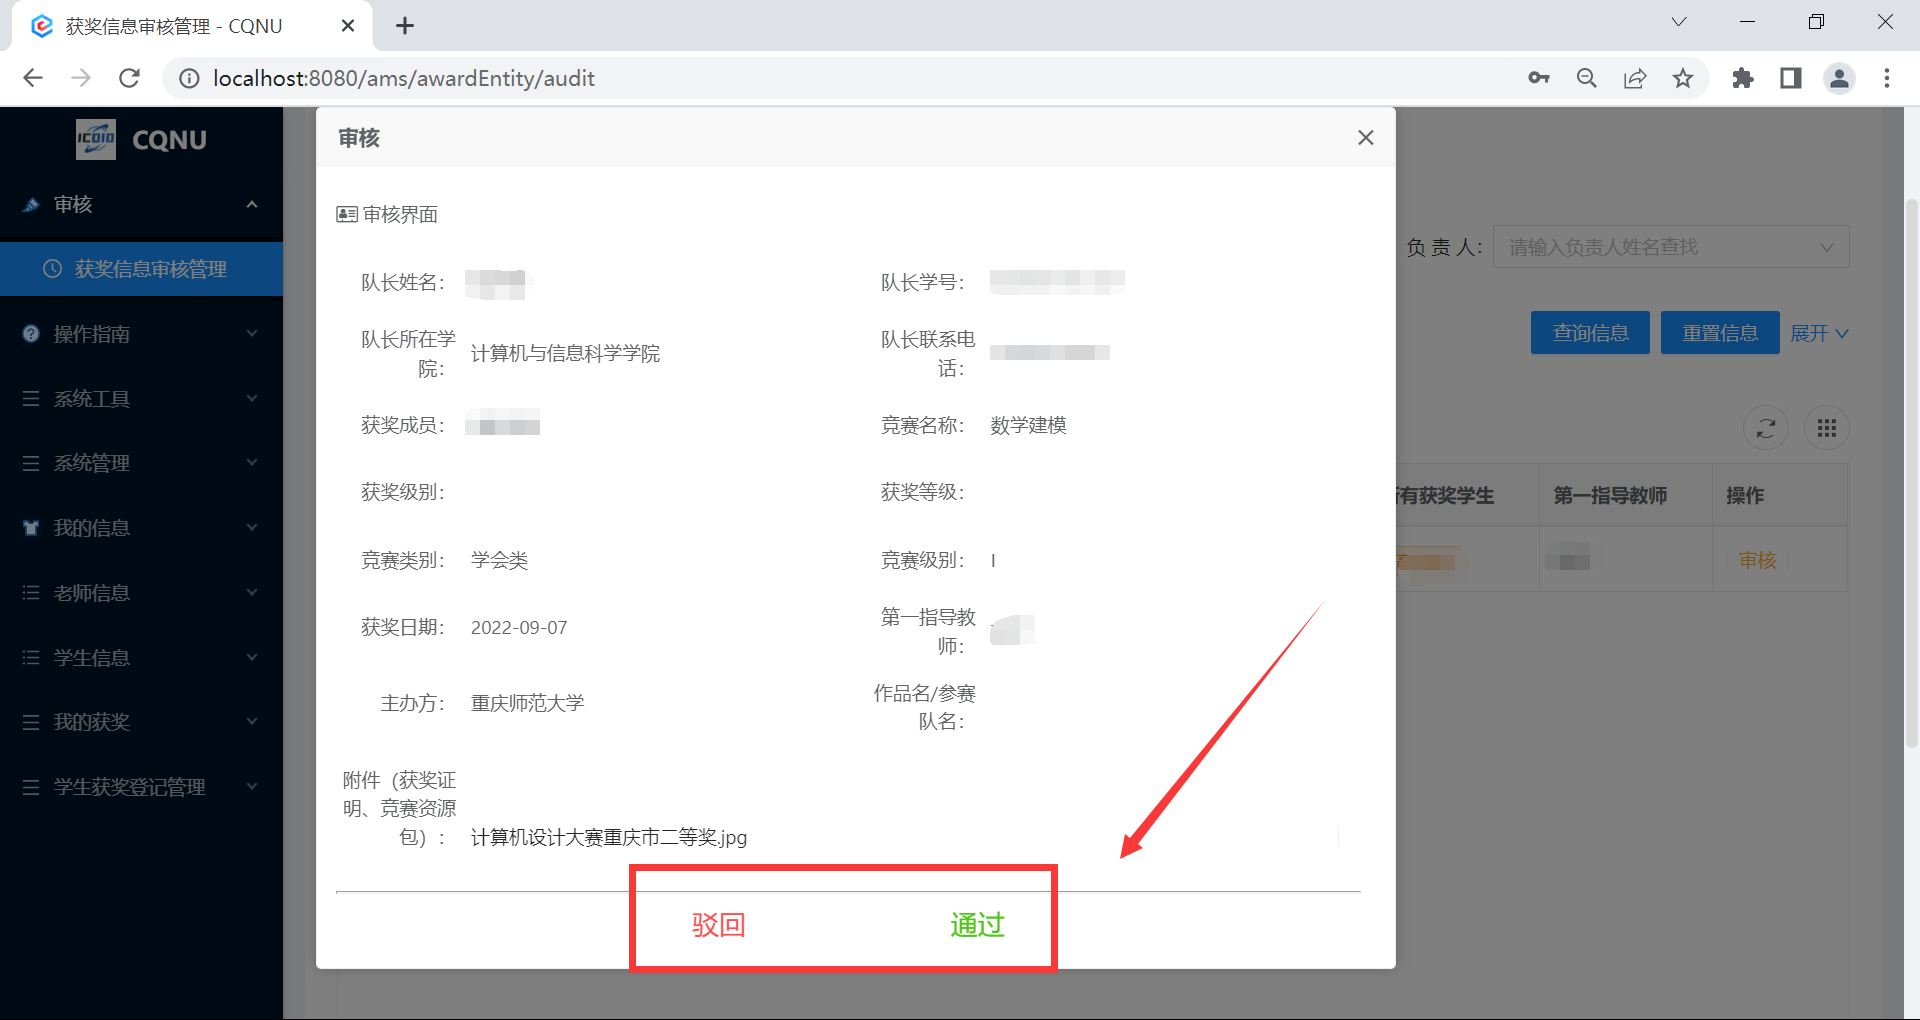 获奖信息审核管理 - CQNU
localhost:8080/ams/awardEntity/audit
CQNU
审核
获奖信息审核管理
操作指南
系统工具
系统管理
我的信息
老师信息
学生信息
我的获奖
学生获奖登记管理
审核
审核界面
队长姓名：
队长学号：
队长所在学
院：
计算机与信息科学学院
队长联系电
话：
获奖成员：
竞赛名称：
数学建模
获奖级别：
获奖等级：
竞赛类别：
学会类
竞赛级别：
I
获奖日期：
2022-09-07
第一指导教
师：
主办方：
重庆师范大学
作品名/参赛
队名：
附件（获奖证
明、竞赛资源
包）：
计算机设计大赛重庆市二等奖.jpg
驳回
通过
负 责 人：
请输入负责人姓名查找
查询信息
重置信息
展开
有获奖学生
第一指导教师
操作
审核